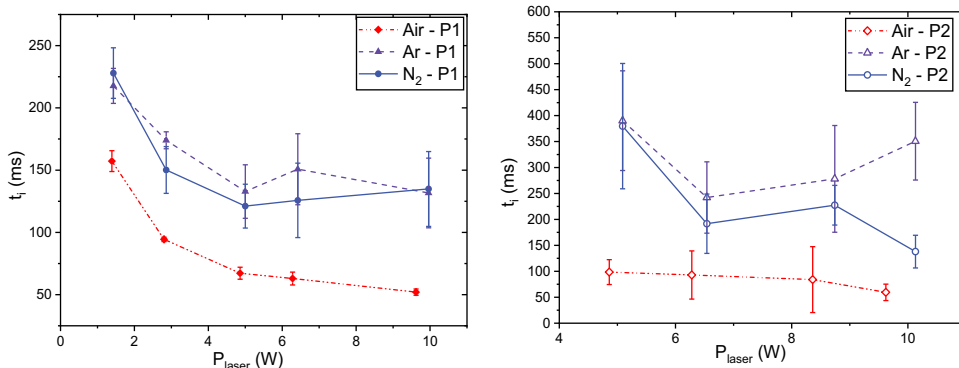 250
200
150
100
50
0
2
4
6
8
10
t_i (ms)
P_laser (W)
Air - P1
Ar - P1
N₂ - P1
600
550
500
450
400
350
300
250
200
150
100
50
0
4
6
8
10
t_i (ms)
P_laser (W)
Air - P2
Ar - P2
N₂ - P2